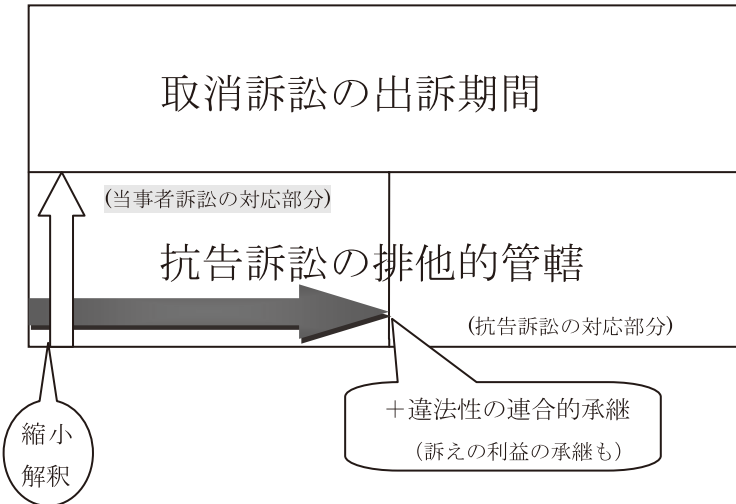 取消訴訟の出訴期間
(当事者訴訟の対応部分)
抗告訴訟の排他的管轄
(抗告訴訟の対応部分)
＋違法性の連合的承継
（訴えの利益の承継も）
縮小
解釈